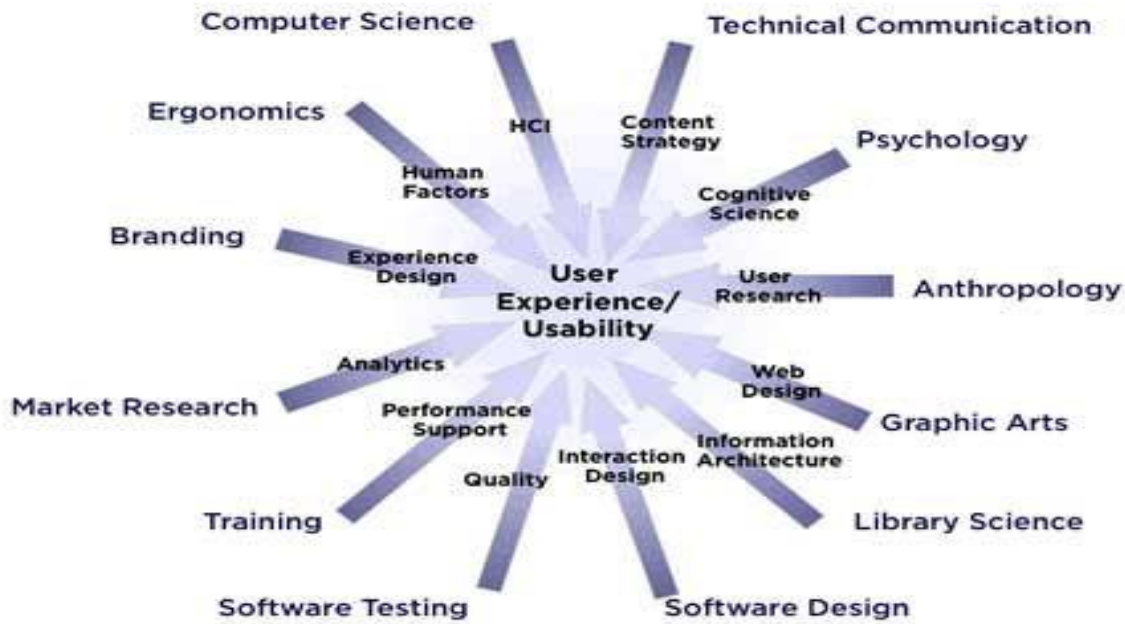 Computer Science
Technical Communication
Ergonomics
HCI
Content
Strategy
Psychology
Human
Factors
Cognitive
Science
Branding
Experience
Design
User
Experience/
Usability
User
Research
Anthropology
Analytics
Web
Design
Market Research
Performance
Support
Graphic Arts
Quality
Interaction
Design
Information
Architecture
Training
Library Science
Software Testing
Software Design